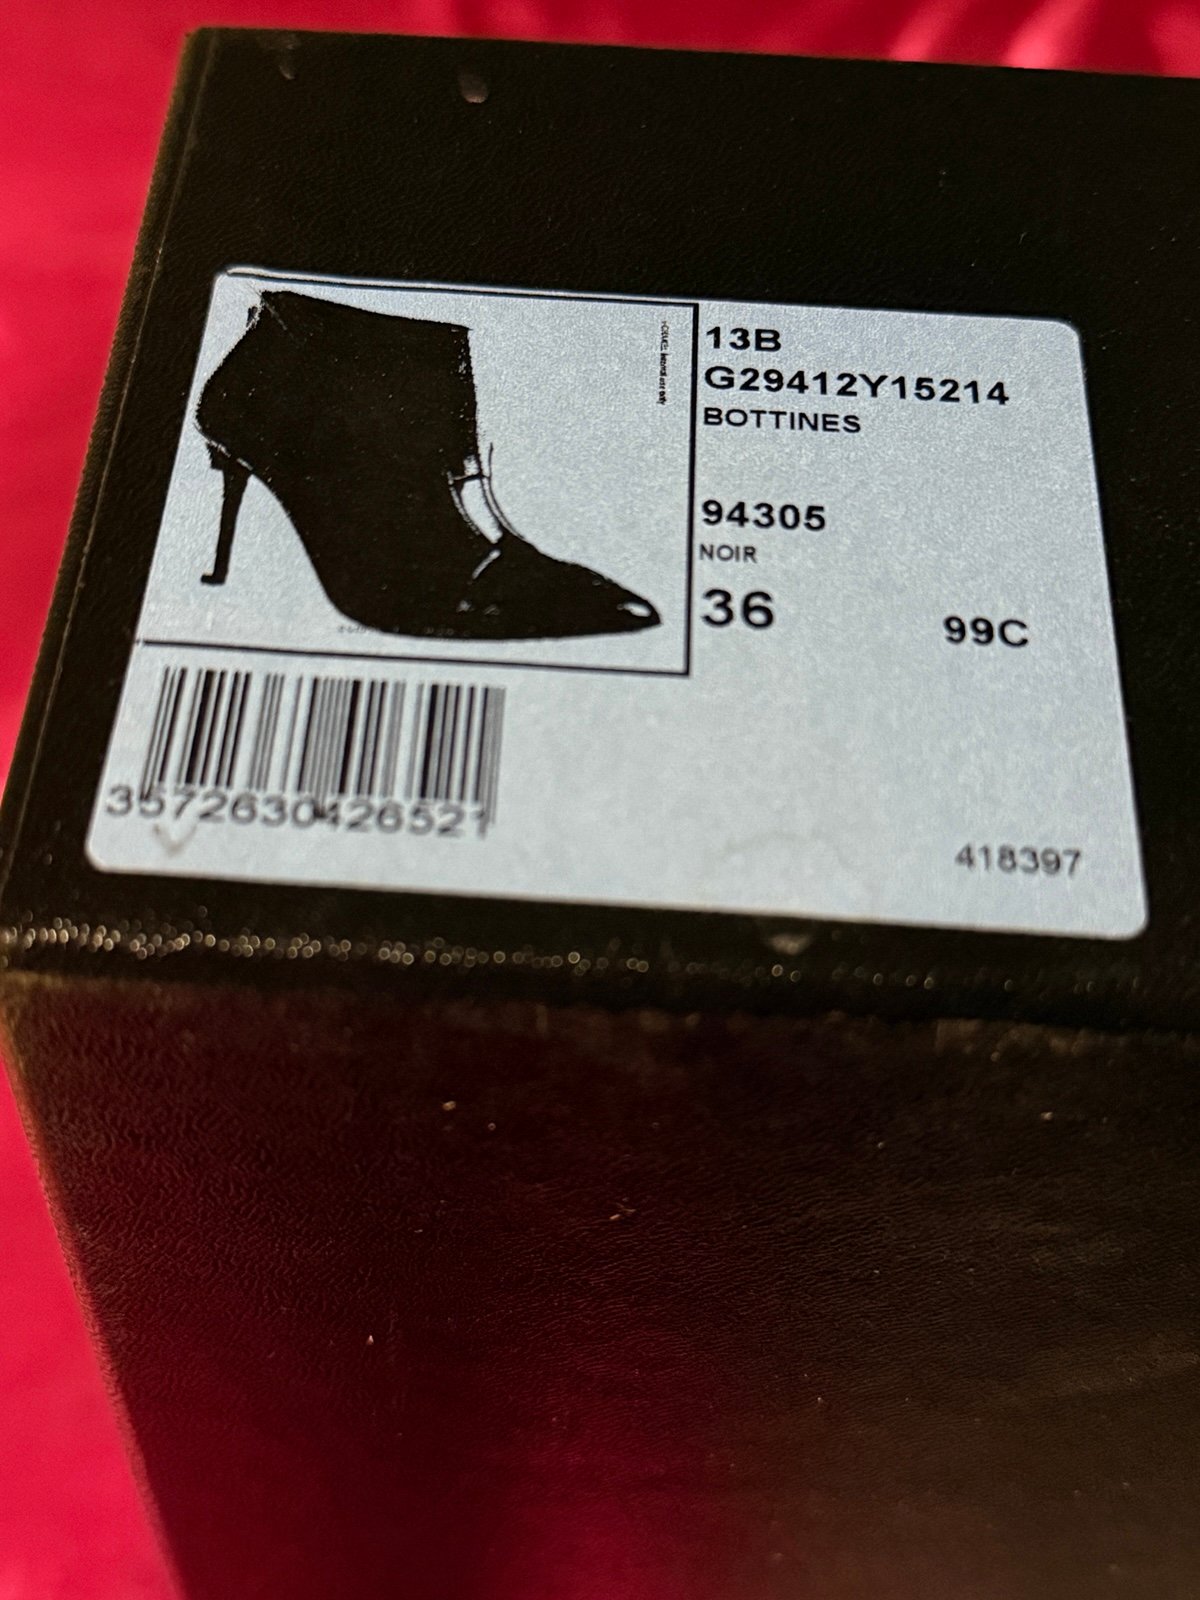 13B
G29412Y15214
BOTTINES
94305
NOIR
36 99C
3572630426521
418397